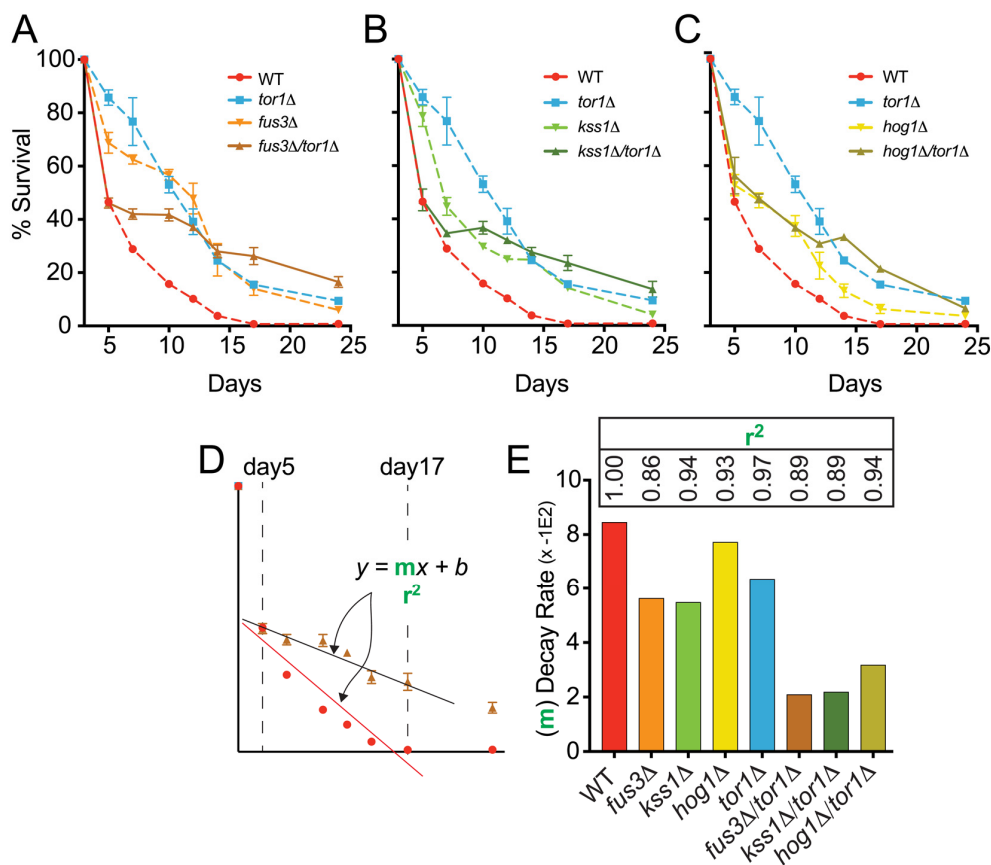 A
B
C
% Survival
100
80
60
40
20
0
WT
tor1Δ
fus3Δ
fus3Δ/tor1Δ
5 10 15 20 25
Days
WT
tor1Δ
kss1Δ
kss1Δ/tor1Δ
5 10 15 20 25
Days
WT
tor1Δ
hog1Δ
hog1Δ/tor1Δ
5 10 15 20 25
Days
D
day5 day17
y = mx + b
r²
E
r²
1.00 0.86 0.94 0.93 0.97 0.89 0.89 0.94
(m) Decay Rate (x -1E2)
10
8
6
4
2
0
WT
fus3Δ
kss1Δ
hog1Δ
tor1Δ
fus3Δ/tor1Δ
kss1Δ/tor1Δ
hog1Δ/tor1Δ